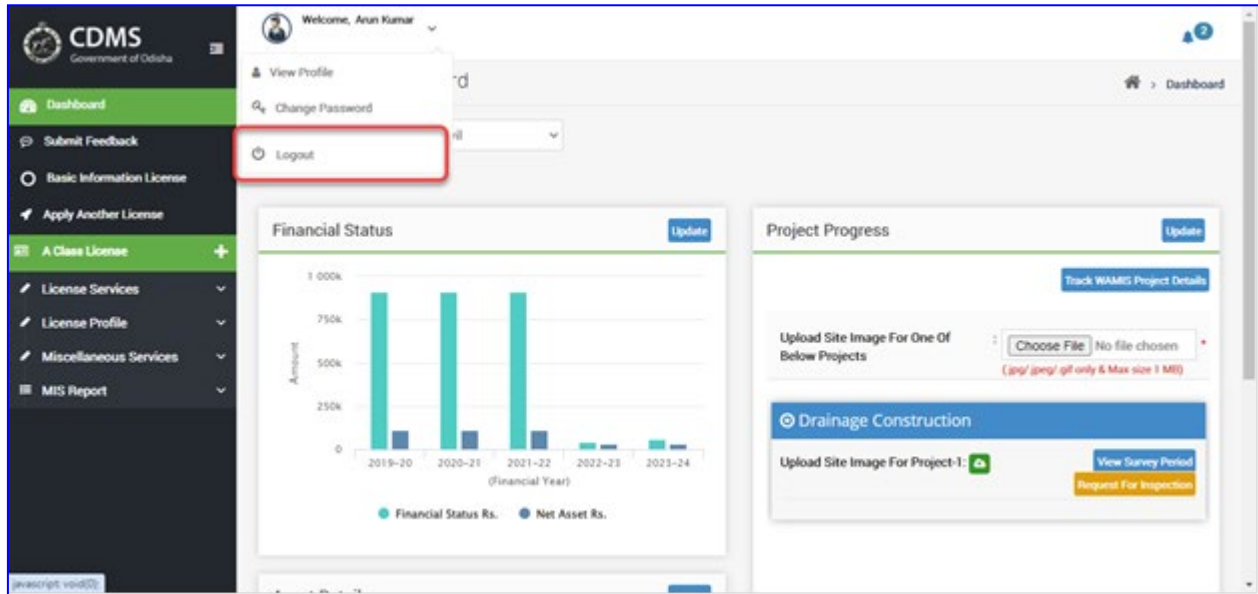 CDMS
Government of Odisha
Welcome, Arun Kumar
2
View Profile
Change Password
Logout
rd
Dashboard
Dashboard
Submit Feedback
Basic Information License
Apply Another License
A Class License
License Services
License Profile
Miscellaneous Services
MIS Report
Financial Status
Update
1 000k
750k
500k
250k
0
Amount
2019-20 2020-21 2021-22 2022-23 2023-24
(Financial Year)
Financial Status Rs. Net Asset Rs.
Project Progress
Update
Track WAMIS Project Details
Upload Site Image For One Of
Below Projects
: Choose File No file chosen *
(.jpg/ jpeg/ .gif only & Max size 1 MB)
Drainage Construction
Upload Site Image For Project-1:
View Survey Period
Request For Inspection
javascript: void(0);